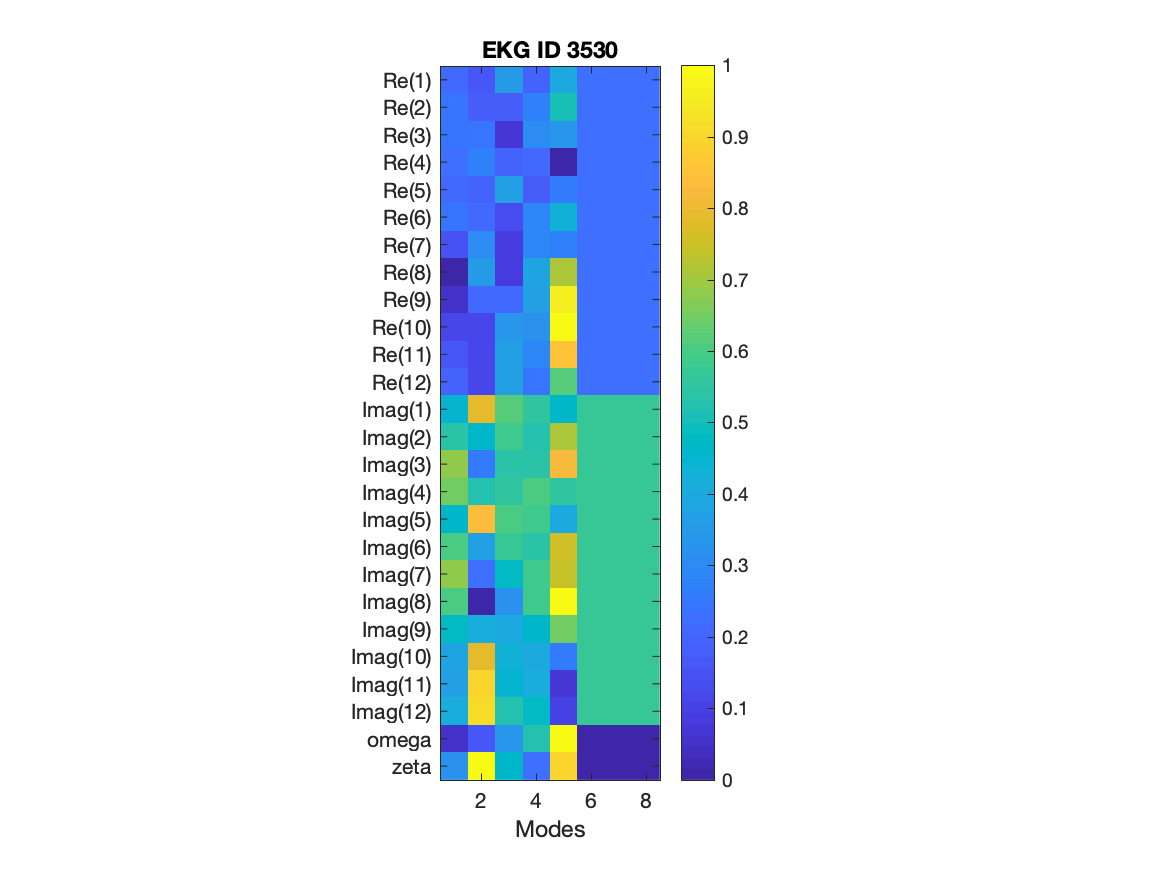 EKG ID 3530
Re(1)
Re(2)
Re(3)
Re(4)
Re(5)
Re(6)
Re(7)
Re(8)
Re(9)
Re(10)
Re(11)
Re(12)
Imag(1)
Imag(2)
Imag(3)
Imag(4)
Imag(5)
Imag(6)
Imag(7)
Imag(8)
Imag(9)
Imag(10)
Imag(11)
Imag(12)
omega
zeta
2 4 6 8
Modes
1
0.9
0.8
0.7
0.6
0.5
0.4
0.3
0.2
0.1
0